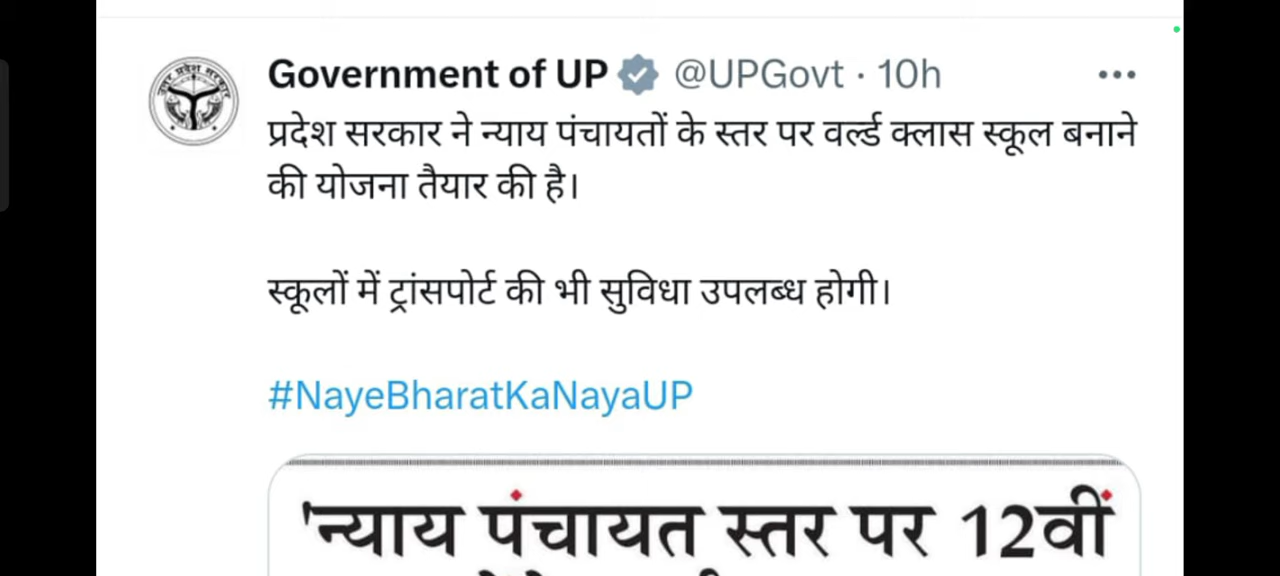 Government of UP @UPGovt · 10h
प्रदेश सरकार ने न्याय पंचायतों के स्तर पर वर्ल्ड क्लास स्कूल बनाने
की योजना तैयार की है।
स्कूलों में ट्रांसपोर्ट की भी सुविधा उपलब्ध होगी।
#NayeBharatKaNayaUP
'न्याय पंचायत स्तर पर 12वीं